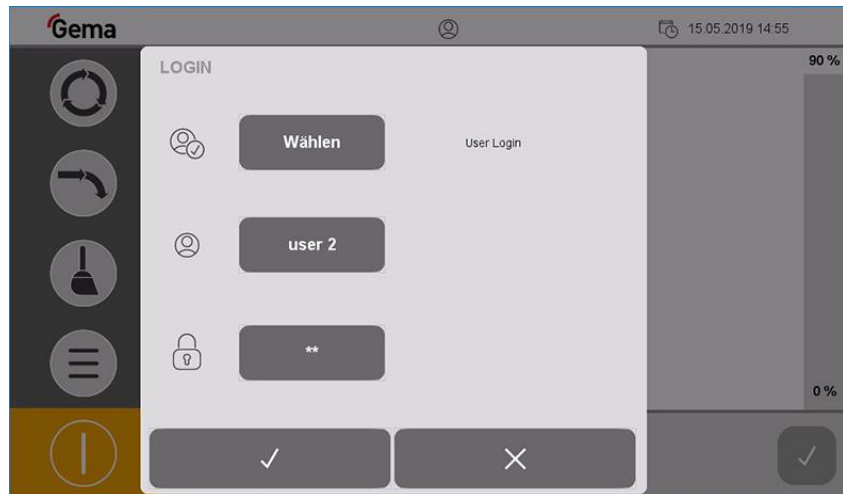 Gema
15.05.2019 14:55
90 %
LOGIN
Wählen
User Login
user 2
**
0 %